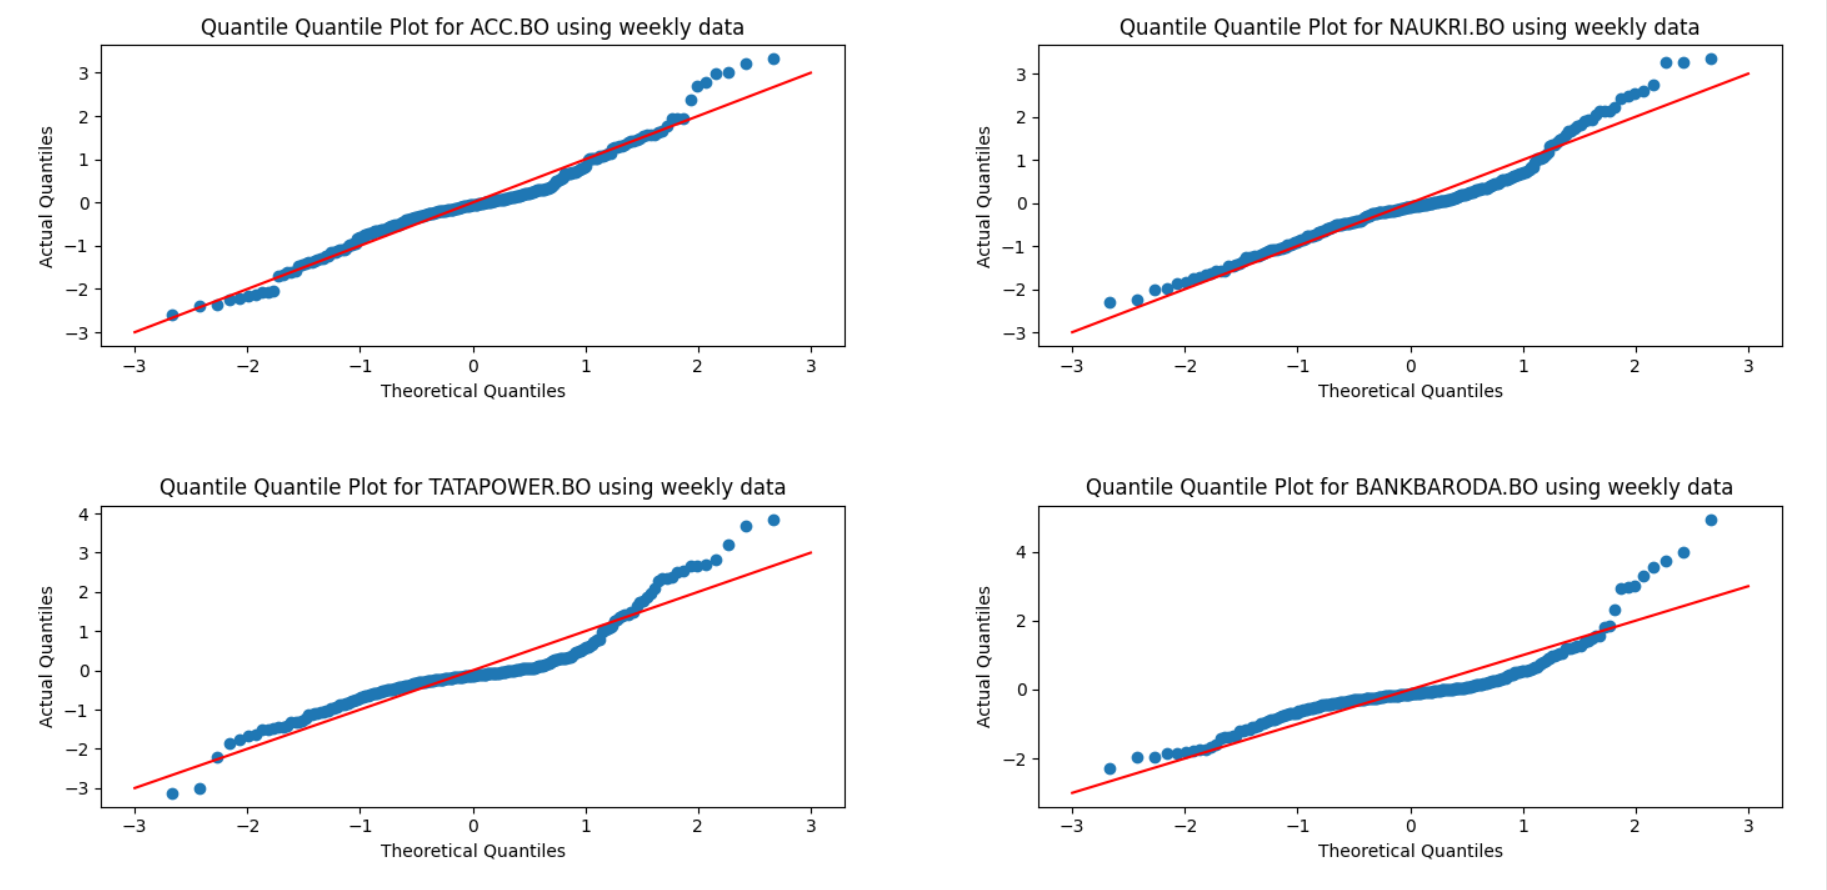 Quantile Quantile Plot for ACC.BO using weekly data
3
2
1
0
−1
−2
−3
Actual Quantiles
−3 −2 −1 0 1 2 3
Theoretical Quantiles
Quantile Quantile Plot for NAUKRI.BO using weekly data
3
2
1
0
−1
−2
−3
Actual Quantiles
−3 −2 −1 0 1 2 3
Theoretical Quantiles
Quantile Quantile Plot for TATAPOWER.BO using weekly data
4
3
2
1
0
−1
−2
−3
Actual Quantiles
−3 −2 −1 0 1 2 3
Theoretical Quantiles
Quantile Quantile Plot for BANKBARODA.BO using weekly data
4
2
0
−2
Actual Quantiles
−3 −2 −1 0 1 2 3
Theoretical Quantiles